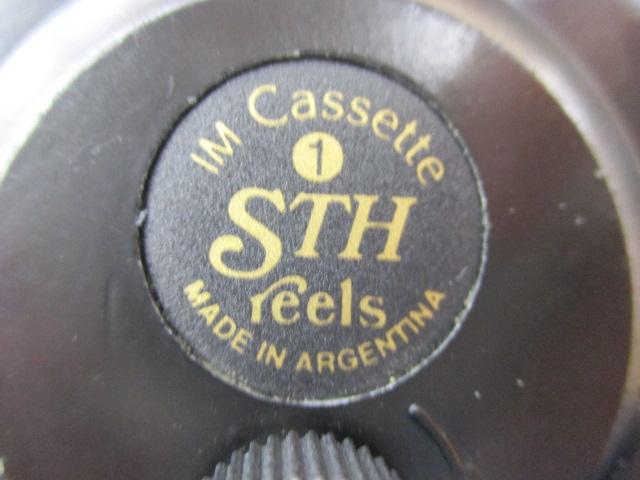 IM Cassette
1
STH
reels
MADE IN ARGENTINA